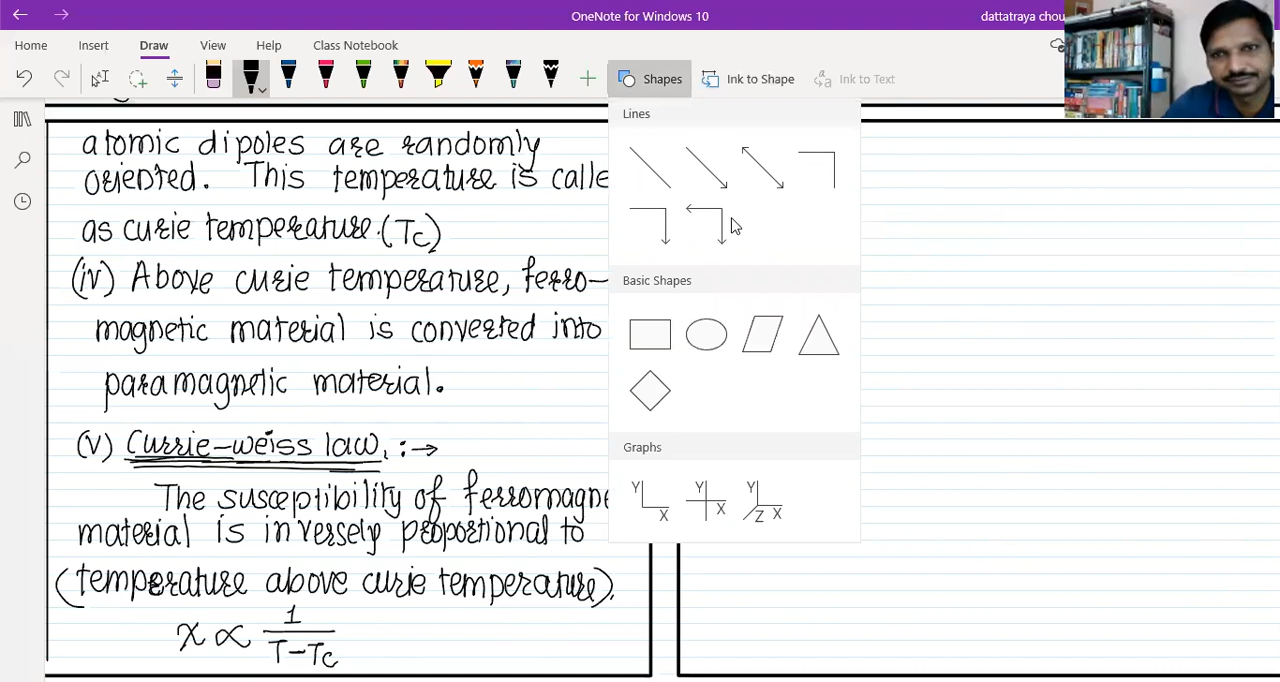 OneNote for Windows 10
dattatraya chou
Home Insert Draw View Help Class Notebook
Shapes Ink to Shape Ink to Text
Lines
Basic Shapes
Graphs
Y X Y X Y Z X
atomic dipoles are randomly
oriented. This temperature is calle
as curie temperature. (Tc)
(iv) Above curie temperature, ferro-
magnetic material is converted into
paramagnetic material.
(v) Currie-weiss law, :→
The susceptibility of ferromagne
material is inversely proportional to
(temperature above curie temperature).
χ ∝ 1
T-Tc